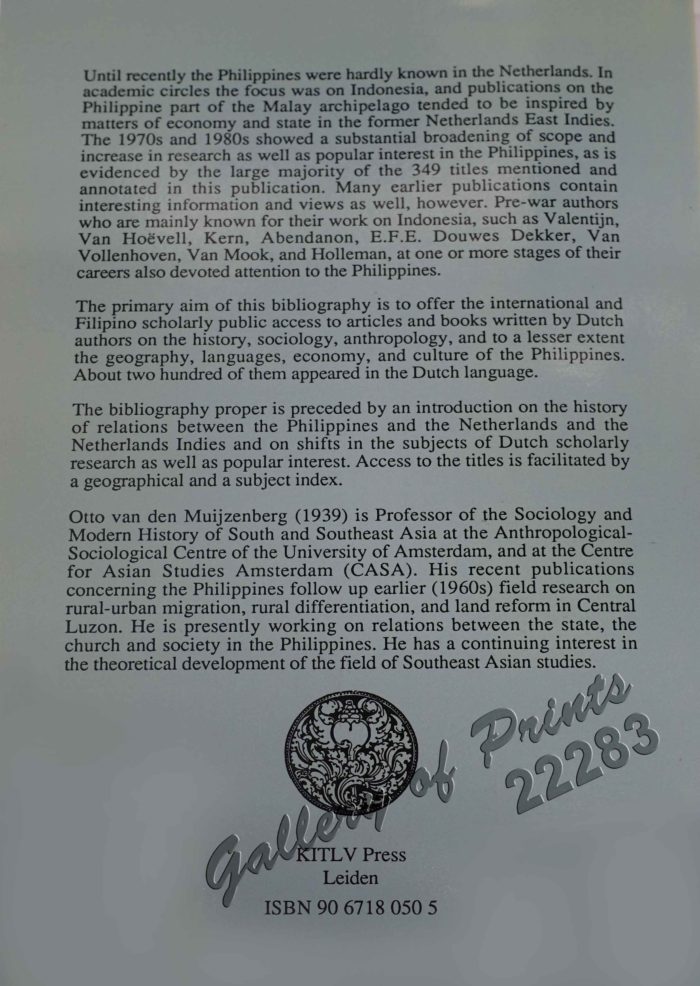 Until recently the Philippines were hardly known in the Netherlands. In
academic circles the focus was on Indonesia, and publications on the
Philippine part of the Malay archipelago tended to be inspired by
matters of economy and state in the former Netherlands East Indies.
The 1970s and 1980s showed a substantial broadening of scope and
increase in research as well as popular interest in the Philippines, as is
evidenced by the large majority of the 349 titles mentioned and
annotated in this publication. Many earlier publications contain
interesting information and views as well, however. Pre-war authors
who are mainly known for their work on Indonesia, such as Valentijn,
Van Hoëvell, Kern, Abendanon, E.F.E. Douwes Dekker, Van
Vollenhoven, Van Mook, and Holleman, at one or more stages of their
careers also devoted attention to the Philippines.
The primary aim of this bibliography is to offer the international and
Filipino scholarly public access to articles and books written by Dutch
authors on the history, sociology, anthropology, and to a lesser extent
the geography, languages, economy, and culture of the Philippines.
About two hundred of them appeared in the Dutch language.
The bibliography proper is preceded by an introduction on the history
of relations between the Philippines and the Netherlands and the
Netherlands Indies and on shifts in the subjects of Dutch scholarly
research as well as popular interest. Access to the titles is facilitated by
a geographical and a subject index.
Otto van den Muijzenberg (1939) is Professor of the Sociology and
Modern History of South and Southeast Asia at the Anthropological-
Sociological Centre of the University of Amsterdam, and at the Centre
for Asian Studies Amsterdam (CASA). His recent publications
concerning the Philippines follow up earlier (1960s) field research on
rural-urban migration, rural differentiation, and land reform in Central
Luzon. He is presently working on relations between the state, the
church and society in the Philippines. He has a continuing interest in
the theoretical development of the field of Southeast Asian studies.
Gallery of Prints
22283
KITLV Press
Leiden
ISBN 90 6718 050 5